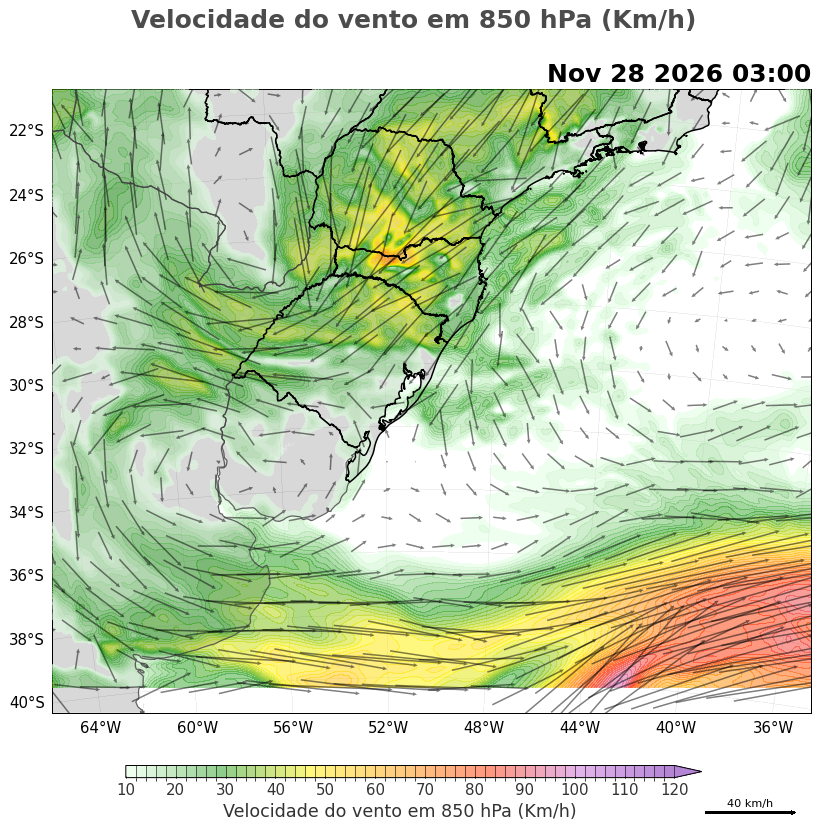 Velocidade do vento em 850 hPa (Km/h)
Nov 28 2026 03:00
22°S
24°S
26°S
28°S
30°S
32°S
34°S
36°S
38°S
40°S
64°W 60°W 56°W 52°W 48°W 44°W 40°W 36°W
10 20 30 40 50 60 70 80 90 100 110 120
Velocidade do vento em 850 hPa (Km/h)
40 km/h